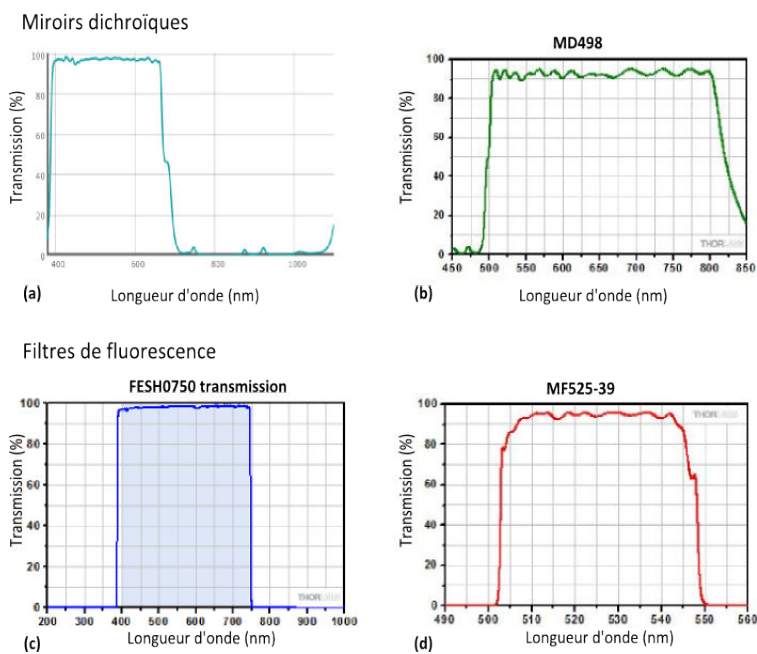 Miroirs dichroïques
100
80
60
40
20
0
400
600
800
1000
Transmission (%)
Longueur d'onde (nm)
(a)
MD498
100
80
60
40
20
0
450 500 550 600 650 700 750 800 850
Transmission (%)
THORLABS
Longueur d'onde (nm)
(b)
Filtres de fluorescence
FESH0750 transmission
100
80
60
40
20
0
200 300 400 500 600 700 800 900 1000
Transmission (%)
THORLABS
Longueur d'onde (nm)
(c)
MF525-39
THORLABS
100
80
60
40
20
0
490 500 510 520 530 540 550 560
Transmission (%)
Longueur d'onde (nm)
(d)